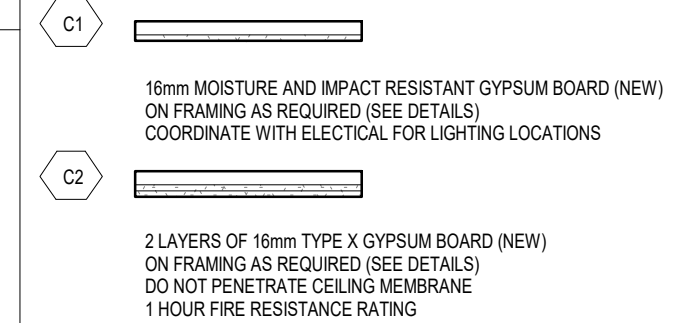 C1
16mm MOISTURE AND IMPACT RESISTANT GYPSUM BOARD (NEW)
ON FRAMING AS REQUIRED (SEE DETAILS)
COORDINATE WITH ELECTICAL FOR LIGHTING LOCATIONS
C2
2 LAYERS OF 16mm TYPE X GYPSUM BOARD (NEW)
ON FRAMING AS REQUIRED (SEE DETAILS)
DO NOT PENETRATE CEILING MEMBRANE
1 HOUR FIRE RESISTANCE RATING